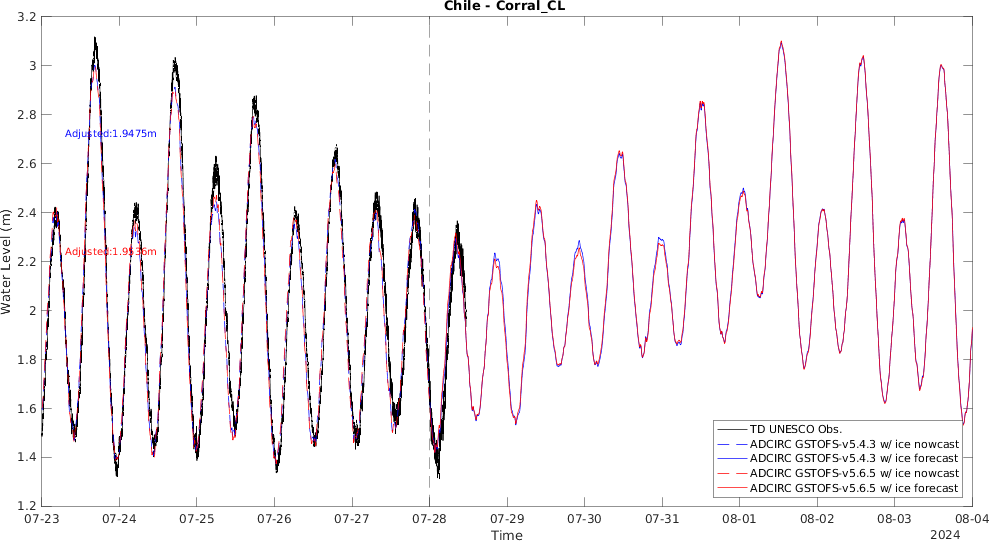 Chile - Corral_CL
Water Level (m)
3.2
3
2.8
2.6
2.4
2.2
2
1.8
1.6
1.4
1.2
Adjusted:1.9475m
Adjusted:1.9536m
TD UNESCO Obs.
ADCIRC GSTOFS-v5.4.3 w/ ice nowcast
ADCIRC GSTOFS-v5.4.3 w/ ice forecast
ADCIRC GSTOFS-v5.6.5 w/ ice nowcast
ADCIRC GSTOFS-v5.6.5 w/ ice forecast
07-23 07-24 07-25 07-26 07-27 07-28 07-29 07-30 07-31 08-01 08-02 08-03 08-04
2024
Time